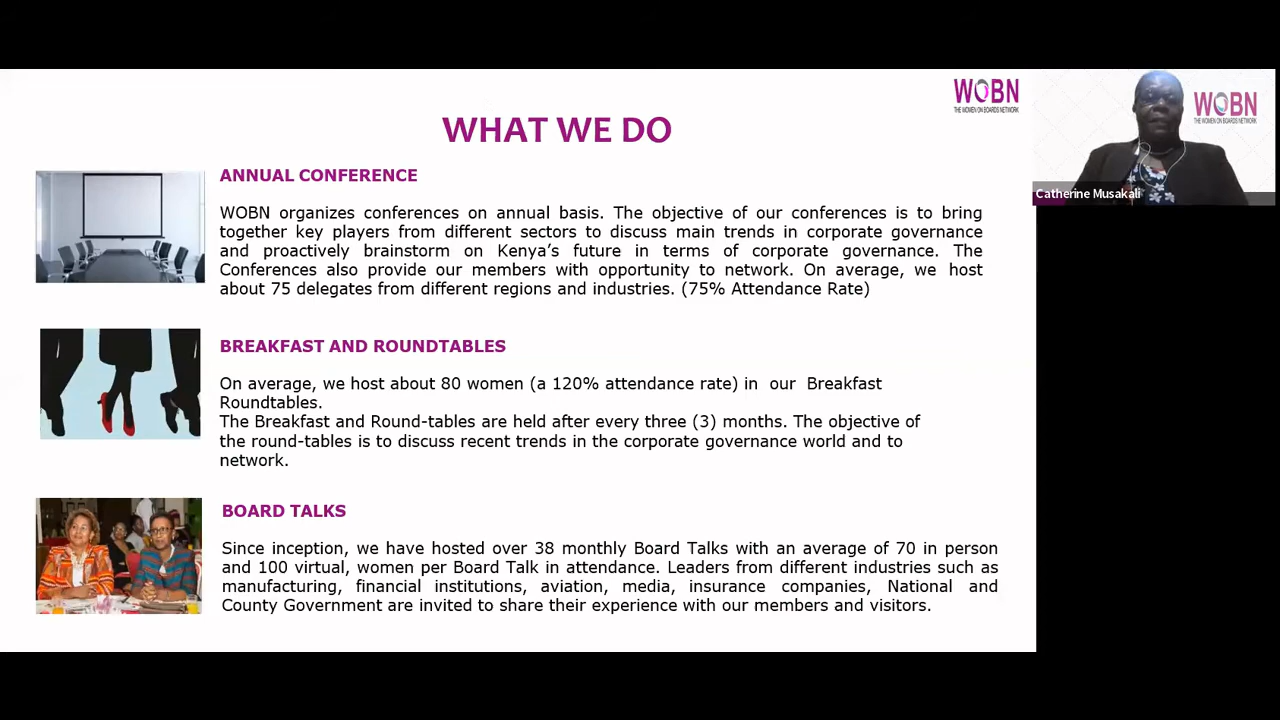 WOBN
THE WOMEN ON BOARDS NETWORK
WOBN
THE WOMEN ON BOARDS NETWORK
Catherine Musakali
WHAT WE DO
ANNUAL CONFERENCE
WOBN organizes conferences on annual basis. The objective of our conferences is to bring
together key players from different sectors to discuss main trends in corporate governance
and proactively brainstorm on Kenya’s future in terms of corporate governance. The
Conferences also provide our members with opportunity to network. On average, we host
about 75 delegates from different regions and industries. (75% Attendance Rate)
BREAKFAST AND ROUNDTABLES
On average, we host about 80 women (a 120% attendance rate) in our Breakfast
Roundtables.
The Breakfast and Round-tables are held after every three (3) months. The objective of
the round-tables is to discuss recent trends in the corporate governance world and to
network.
BOARD TALKS
Since inception, we have hosted over 38 monthly Board Talks with an average of 70 in person
and 100 virtual, women per Board Talk in attendance. Leaders from different industries such as
manufacturing, financial institutions, aviation, media, insurance companies, National and
County Government are invited to share their experience with our members and visitors.